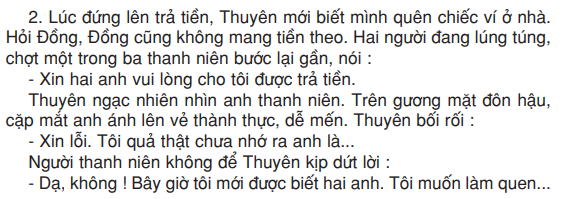 2. Lúc đứng lên trả tiền, Thuyên mới biết mình quên chiếc ví ở nhà.
Hỏi Đồng, Đồng cũng không mang tiền theo. Hai người đang lúng túng,
chợt một trong ba thanh niên bước lại gần, nói :
- Xin hai anh vui lòng cho tôi được trả tiền.
Thuyên ngạc nhiên nhìn anh thanh niên. Trên gương mặt đôn hậu,
cặp mắt anh ánh lên vẻ thành thực, dễ mến. Thuyên bối rối :
- Xin lỗi. Tôi quả thật chưa nhớ ra anh là...
Người thanh niên không để Thuyên kịp dứt lời :
- Dạ, không ! Bây giờ tôi mới được biết hai anh. Tôi muốn làm quen...